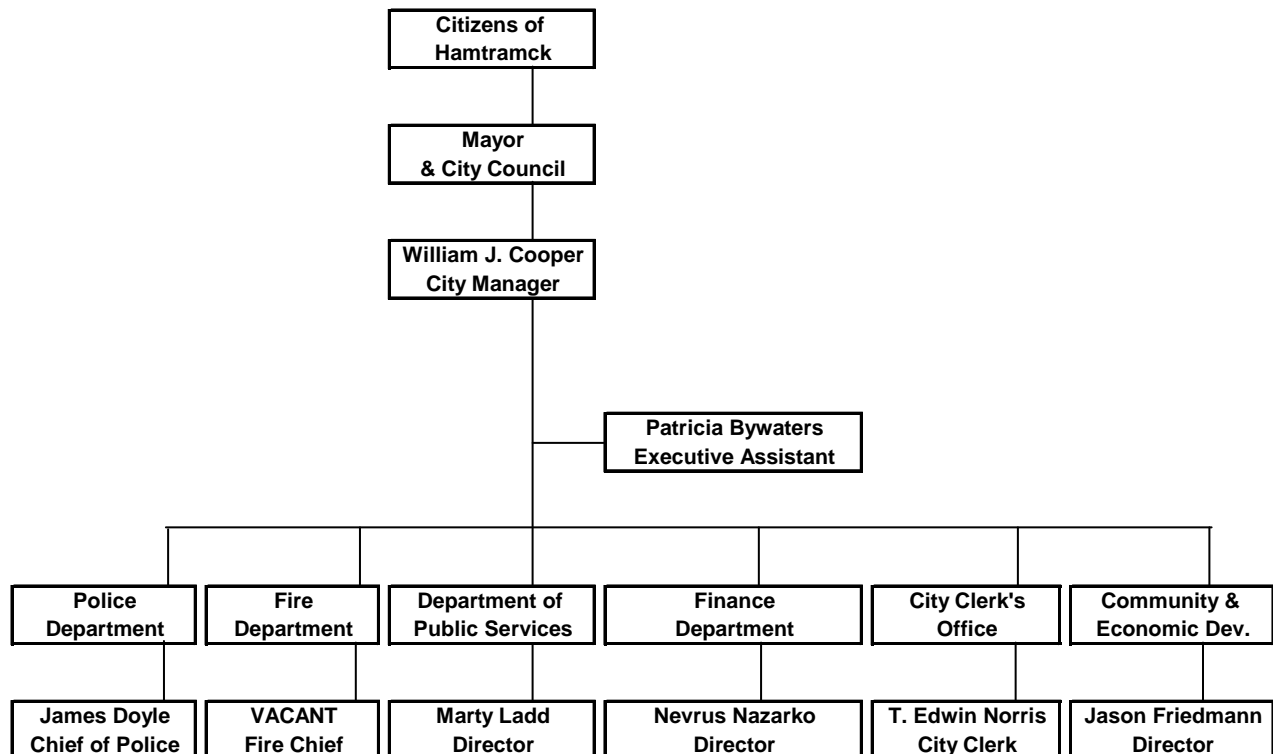 Citizens of
Hamtramck
Mayor
& City Council
William J. Cooper
City Manager
Patricia Bywaters
Executive Assistant
Police
Department
Fire
Department
Department of
Public Services
Finance
Department
City Clerk's
Office
Community &
Economic Dev.
James Doyle
Chief of Police
VACANT
Fire Chief
Marty Ladd
Director
Nevrus Nazarko
Director
T. Edwin Norris
City Clerk
Jason Friedmann
Director